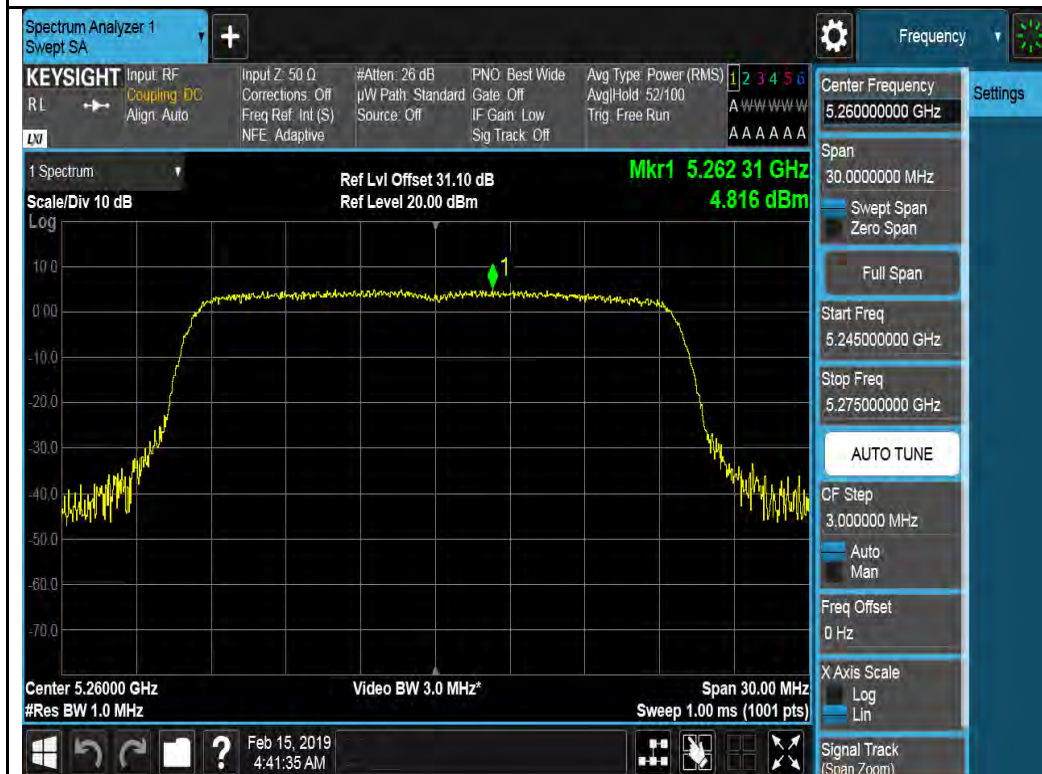 Spectrum Analyzer 1
Swept SA
+
Frequency
KEYSIGHT
RL
LXI
Input: RF
Coupling: DC
Align: Auto
Input Z: 50 Ω
Corrections: Off
Freq Ref: Int (S)
NFE: Adaptive
#Atten: 26 dB
µW Path: Standard
Source: Off
PNO: Best Wide
Gate: Off
IF Gain: Low
Sig Track: Off
Avg Type: Power (RMS)
Avg|Hold: 52/100
Trig: Free Run
1 2 3 4 5 6
A W W W W W
A A A A A A
1 Spectrum
Scale/Div 10 dB
Ref Lvl Offset 31.10 dB
Ref Level 20.00 dBm
Mkr1 5.262 31 GHz
4.816 dBm
Log
10.0
0.00
-10.0
-20.0
-30.0
-40.0
-50.0
-60.0
-70.0
1
Center 5.26000 GHz
#Res BW 1.0 MHz
Video BW 3.0 MHz*
Span 30.00 MHz
Sweep 1.00 ms (1001 pts)
?
Feb 15, 2019
4:41:35 AM
Center Frequency
5.260000000 GHz
Span
30.0000000 MHz
Swept Span
Zero Span
Full Span
Start Freq
5.245000000 GHz
Stop Freq
5.275000000 GHz
AUTO TUNE
CF Step
3.000000 MHz
Auto
Man
Freq Offset
0 Hz
X Axis Scale
Log
Lin
Signal Track
(Span Zoom)
Settings